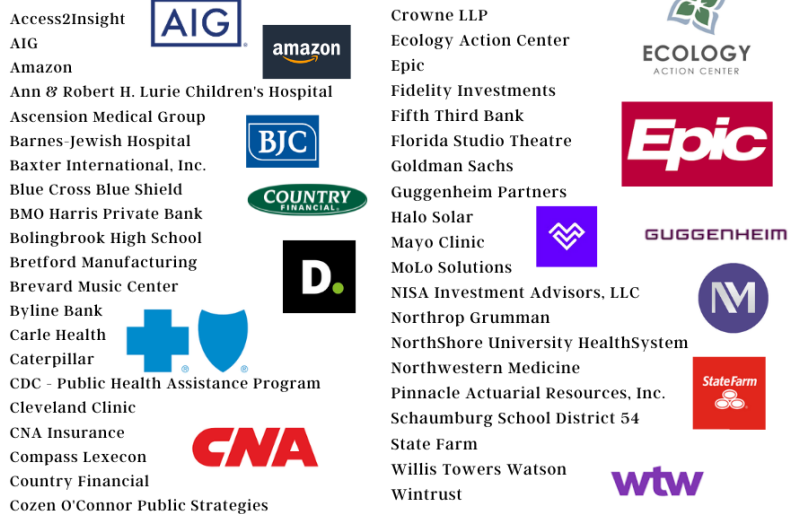 Access2Insight
AIG
Amazon
Ann & Robert H. Lurie Children's Hospital
Ascension Medical Group
Barnes-Jewish Hospital
Baxter International, Inc.
Blue Cross Blue Shield
BMO Harris Private Bank
Bolingbrook High School
Bretford Manufacturing
Brevard Music Center
Byline Bank
Carle Health
Caterpillar
CDC - Public Health Assistance Program
Cleveland Clinic
CNA Insurance
Compass Lexecon
Country Financial
Cozen O'Connor Public Strategies
AIG
®
amazon
BJC
COUNTRY
FINANCIAL®
D.
®
®
CNA
Crowne LLP
Ecology Action Center
Epic
Fidelity Investments
Fifth Third Bank
Florida Studio Theatre
Goldman Sachs
Guggenheim Partners
Halo Solar
Mayo Clinic
MoLo Solutions
NISA Investment Advisors, LLC
Northrop Grumman
NorthShore University HealthSystem
Northwestern Medicine
Pinnacle Actuarial Resources, Inc.
Schaumburg School District 54
State Farm
Willis Towers Watson
Wintrust
ECOLOGY
ACTION CENTER
Epic
GUGGENHEIM
NM
StateFarm
wtw